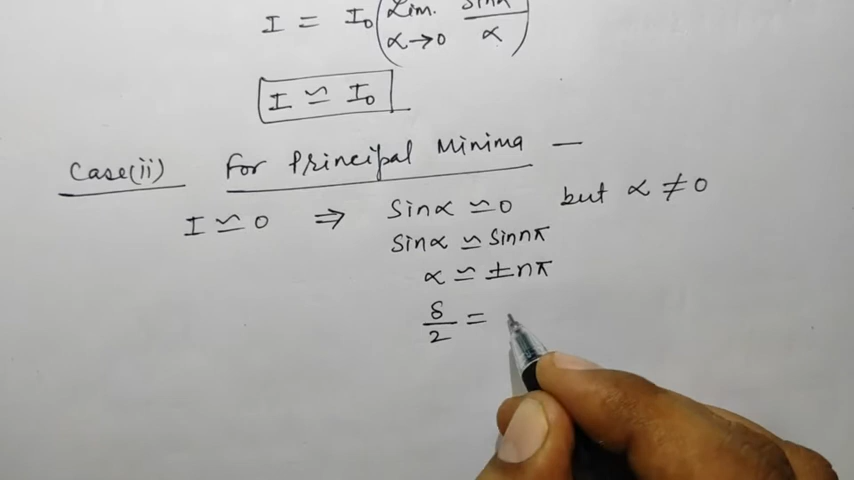 I = I₀(Lim. α→0 sinα/α)
I ≃ I₀
Case(ii) For Principal Minima —
I ≃ 0 ⇒ Sinα ≃ 0 but α ≠ 0
Sinα ≃ Sinnπ
α ≃ ±nπ
δ/2 =